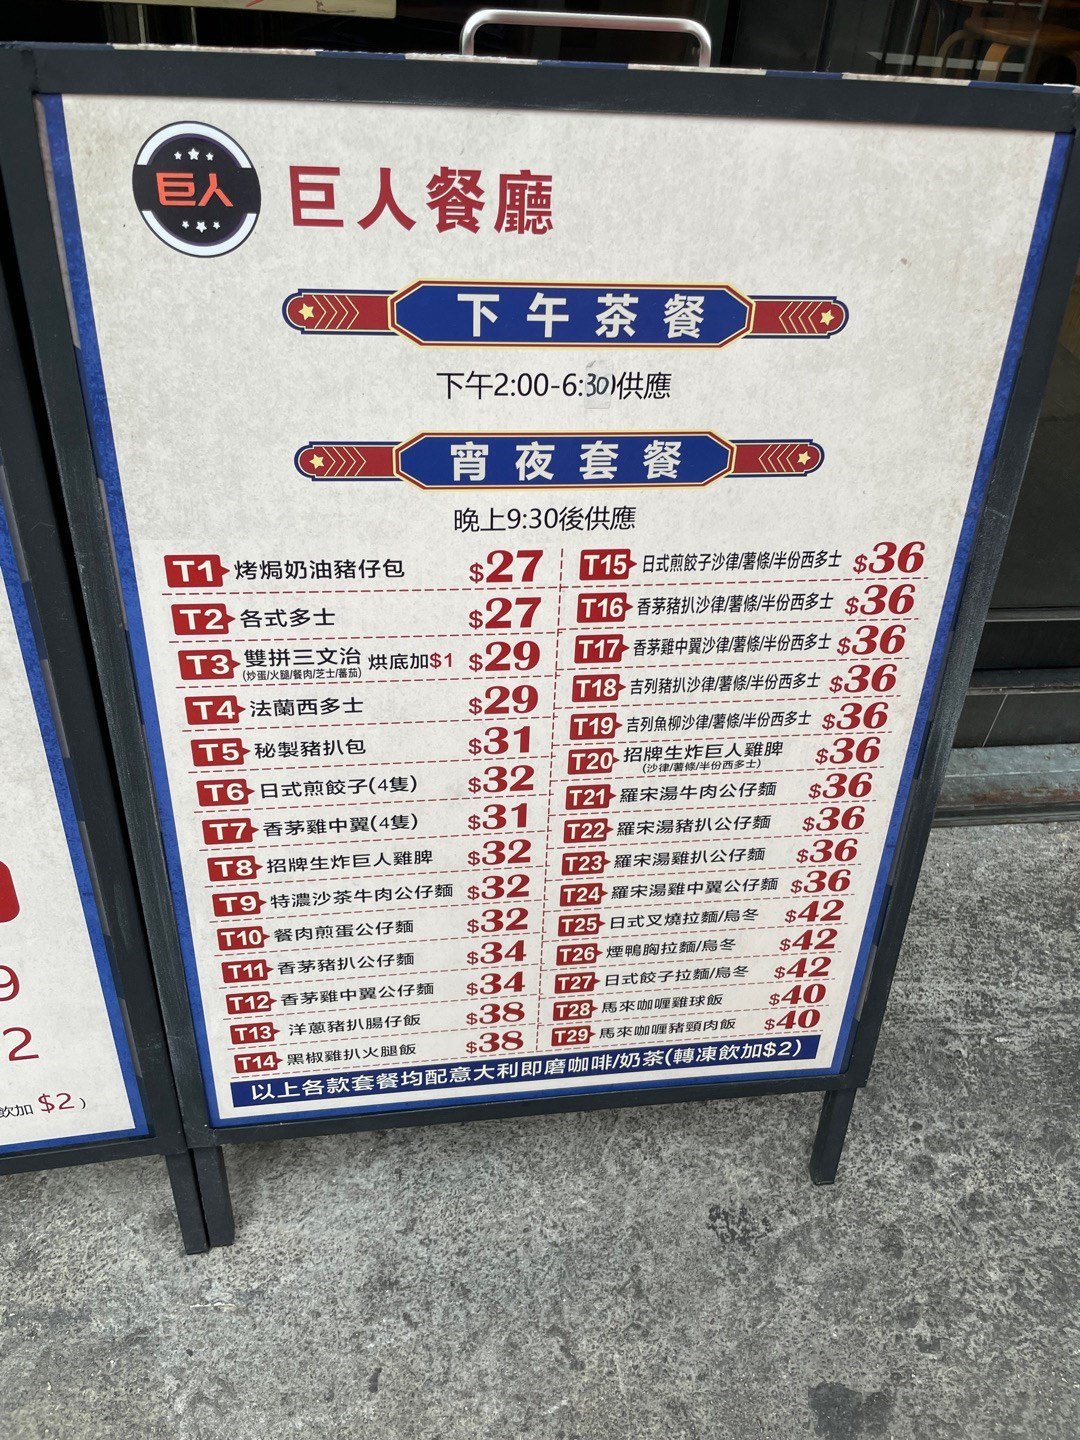 巨人
巨人餐廳
下午茶餐
下午2:00-6:30供應
宵夜套餐
晚上9:30後供應
T1 烤焗奶油豬仔包 $27
T2 各式多士 $27
T3 雙拼三文治 烘底加$1 $29
(炒蛋/火腿/餐肉/芝士/蕃茄)
T4 法蘭西多士 $29
T5 秘製豬扒包 $31
T6 日式煎餃子(4隻) $32
T7 香茅雞中翼(4隻) $31
T8 招牌生炸巨人雞脾 $32
T9 特濃沙茶牛肉公仔麵 $32
T10 餐肉煎蛋公仔麵 $32
T11 香茅豬扒公仔麵 $34
T12 香茅雞中翼公仔麵 $34
T13 洋蔥豬扒腸仔飯 $38
T14 黑椒雞扒火腿飯 $38
T15 日式煎餃子沙律/薯條/半份西多士 $36
T16 香茅豬扒沙律/薯條/半份西多士 $36
T17 香茅雞中翼沙律/薯條/半份西多士 $36
T18 吉列豬扒沙律/薯條/半份西多士 $36
T19 吉列魚柳沙律/薯條/半份西多士 $36
T20 招牌生炸巨人雞脾 $36
(沙律/薯條/半份西多士)
T21 羅宋湯牛肉公仔麵 $36
T22 羅宋湯豬扒公仔麵 $36
T23 羅宋湯雞扒公仔麵 $36
T24 羅宋湯雞中翼公仔麵 $36
T25 日式叉燒拉麵/烏冬 $42
T26 煙鴨胸拉麵/烏冬 $42
T27 日式餃子拉麵/烏冬 $42
T28 馬來咖喱雞球飯 $40
T29 馬來咖喱豬頸肉飯 $40
以上各款套餐均配意大利即磨咖啡/奶茶(轉凍飲加$2)
9
2
飲加 $2)